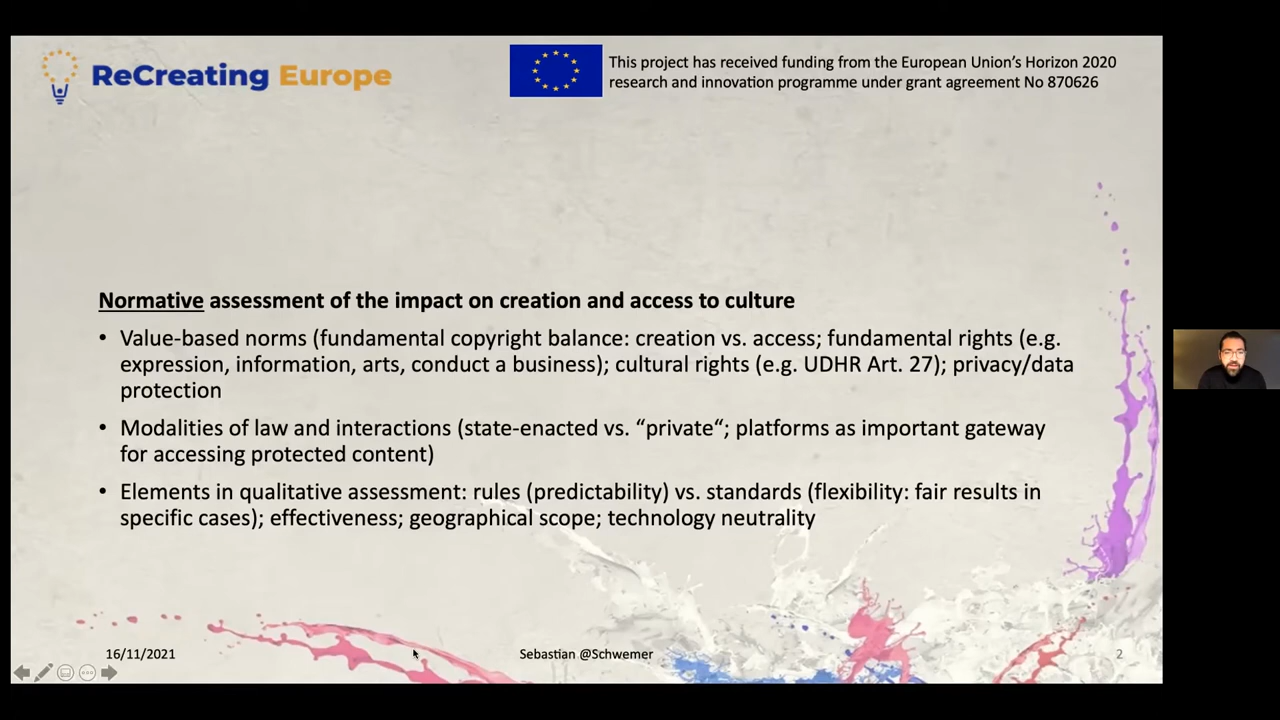 ReCreating Europe
This project has received funding from the European Union's Horizon 2020
research and innovation programme under grant agreement No 870626
Normative assessment of the impact on creation and access to culture
• Value-based norms (fundamental copyright balance: creation vs. access; fundamental rights (e.g.
expression, information, arts, conduct a business); cultural rights (e.g. UDHR Art. 27); privacy/data
protection
• Modalities of law and interactions (state-enacted vs. “private“; platforms as important gateway
for accessing protected content)
• Elements in qualitative assessment: rules (predictability) vs. standards (flexibility: fair results in
specific cases); effectiveness; geographical scope; technology neutrality
16/11/2021
Sebastian @Schwemer
2